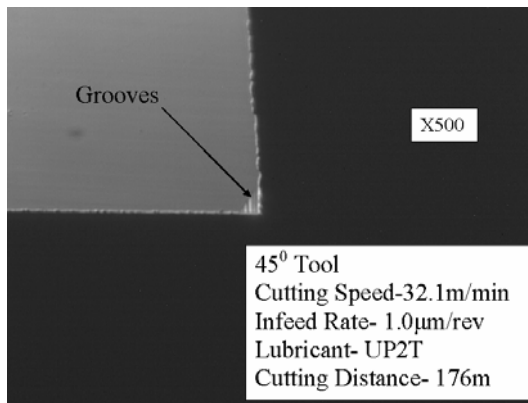 Grooves
X500
45⁰ Tool
Cutting Speed-32.1m/min
Infeed Rate- 1.0μm/rev
Lubricant- UP2T
Cutting Distance- 176m